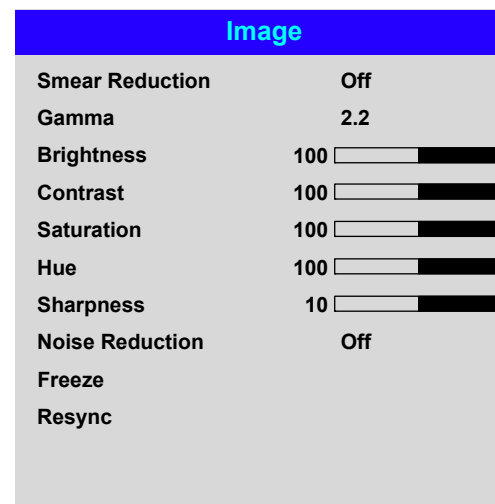 Image
Smear Reduction Off
Gamma 2.2
Brightness 100
Contrast 100
Saturation 100
Hue 100
Sharpness 10
Noise Reduction Off
Freeze
Resync